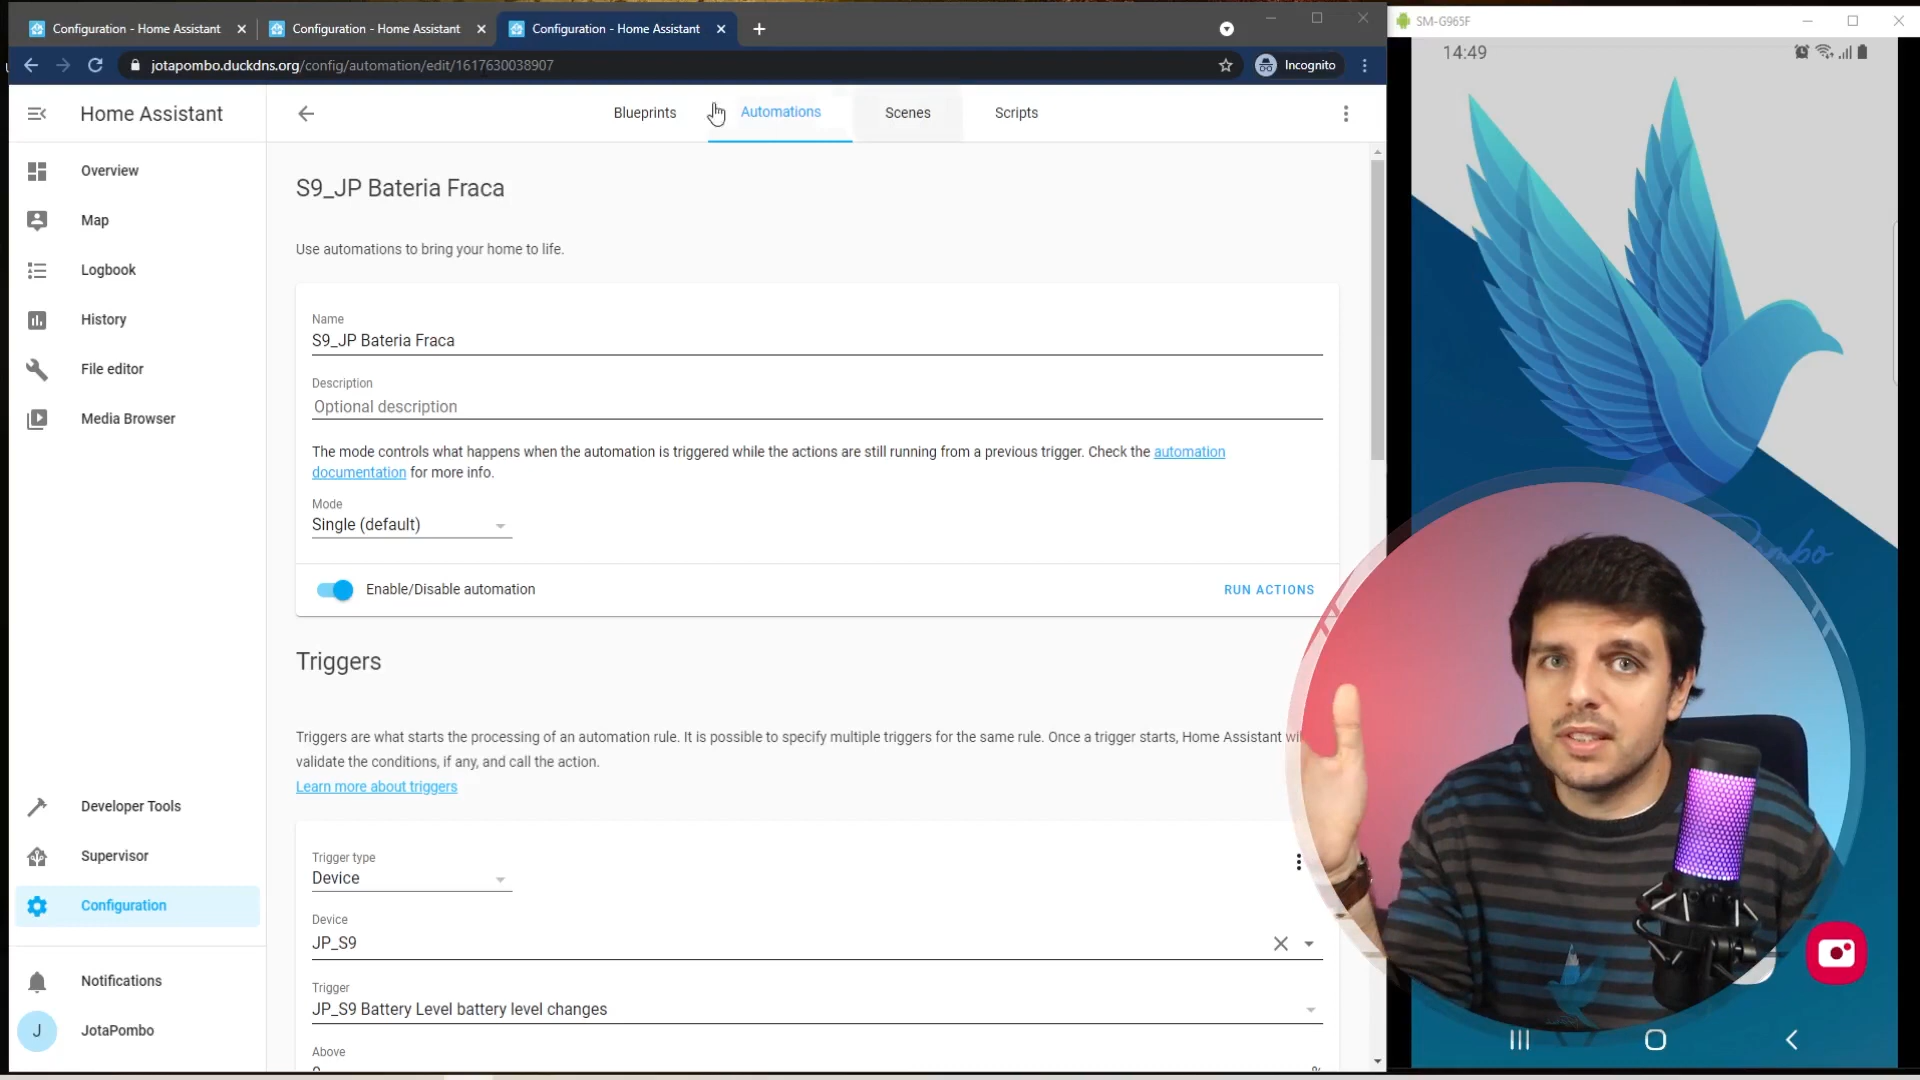 Configuration - Home Assistant
Configuration - Home Assistant
Configuration - Home Assistant
SM-G965F
jotapombo.duckdns.org/config/automation/edit/1617630038907
Incognito
14:49
Home Assistant
Blueprints
Automations
Scenes
Scripts
Overview
Map
Logbook
History
File editor
Media Browser
Developer Tools
Supervisor
Configuration
Notifications
J
JotaPombo
S9_JP Bateria Fraca
Use automations to bring your home to life.
Name
S9_JP Bateria Fraca
Description
Optional description
The mode controls what happens when the automation is triggered while the actions are still running from a previous trigger. Check the automation
documentation for more info.
Mode
Single (default)
Enable/Disable automation
RUN ACTIONS
Triggers
Triggers are what starts the processing of an automation rule. It is possible to specify multiple triggers for the same rule. Once a trigger starts, Home Assistant
validate the conditions, if any, and call the action.
Learn more about triggers
Trigger type
Device
Device
JP_S9
Trigger
JP_S9 Battery Level battery level changes
Above